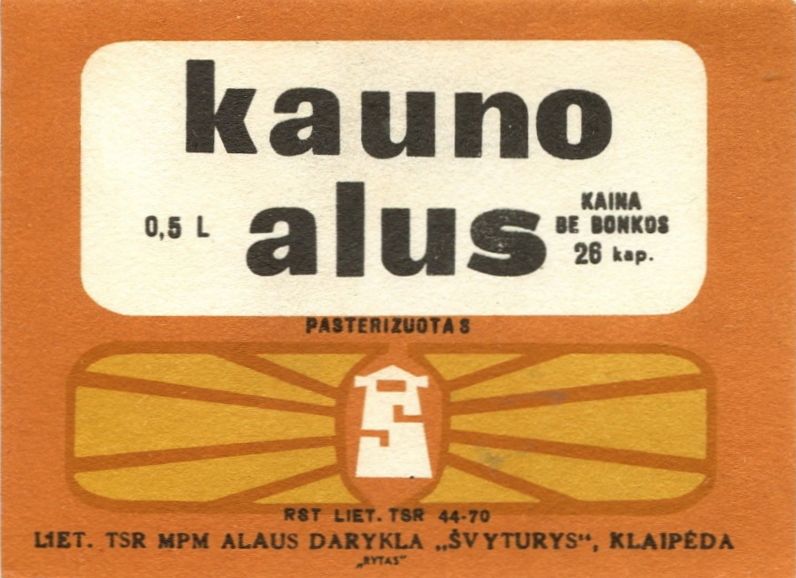 kauno
alus
0,5 L
KAINA
BE BONKOS
26 kap.
PASTERIZUOTAS
S
RST LIET. TSR 44-70
LIET. TSR MPM ALAUS DARYKLA „ŠVYTURYS“, KLAIPĖDA
„RYTAS“